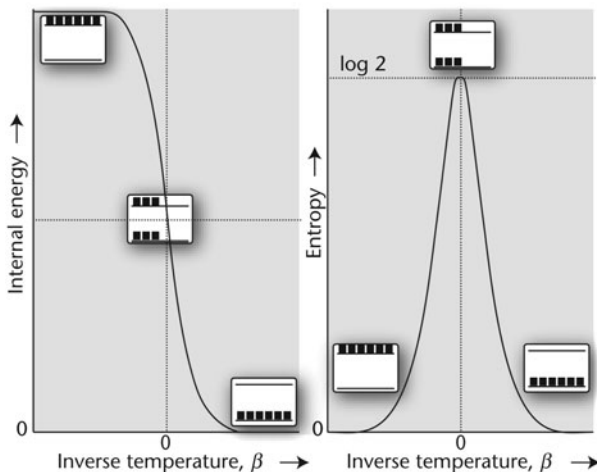 Internal energy →
0
0
Inverse temperature, β →
log 2
Entropy →
0
0
Inverse temperature, β →